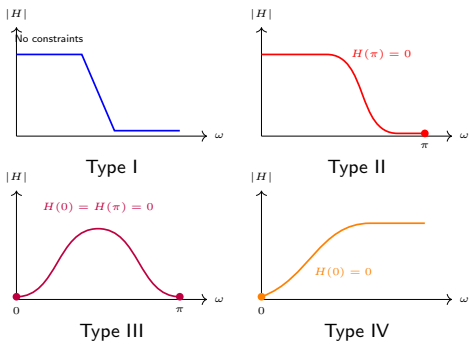 |H|
No constraints
ω
Type I
|H|
H(π) = 0
π
ω
Type II
|H|
H(0) = H(π) = 0
0
π
ω
Type III
|H|
H(0) = 0
0
ω
Type IV